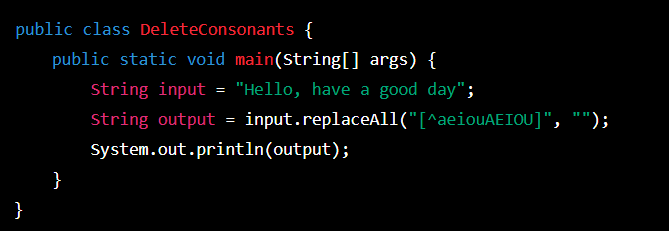 public class DeleteConsonants {
    public static void main(String[] args) {
        String input = "Hello, have a good day";
        String output = input.replaceAll("[^aeiouAEIOU]", "");
        System.out.println(output);
    }
}